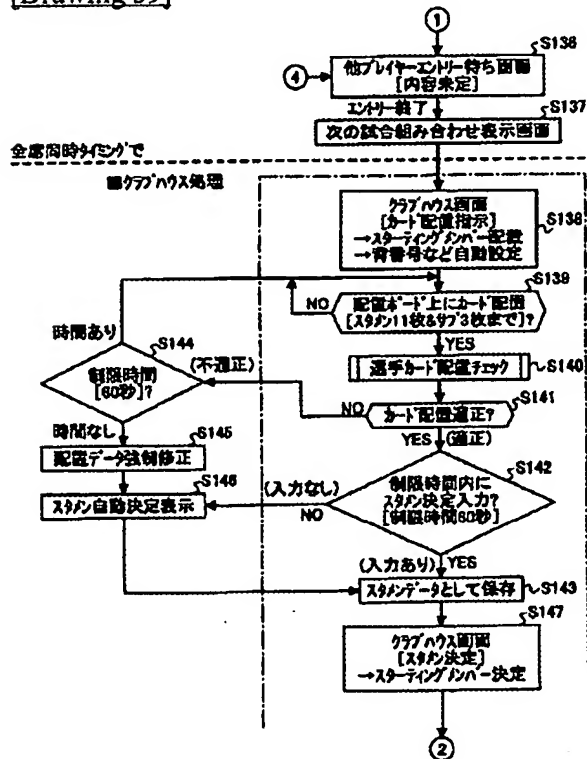 [Drawing 39]
①
S136
④
他プレイヤーエントリー待ち画面
[内容未定]
エントリー終了
S137
次の試合組み合わせ表示画面
全席同時タイミングで
■クラブハウス処理
クラブハウス画面
[カード配置指示]
→スターティングメンバー配置
→背番号など自動設定
S138
S139
NO
配置ボード上にカード配置
[スタメン11枚&サブ3枚まで]?
YES
時間あり
S144
制限時間
[60秒]?
(不適正)
選手カード配置チェック
S140
S141
NO
カード配置適正?
YES (適正)
時間なし
S145
配置データ強制修正
S146
スタメン自動決定表示
(入力なし)
NO
S142
制限時間内に
スタメン決定入力?
[制限時間60秒]
(入力あり) YES
スタメンデータとして保存
S143
S147
クラブハウス画面
[スタメン決定]
→スターティングメンバー決定
②